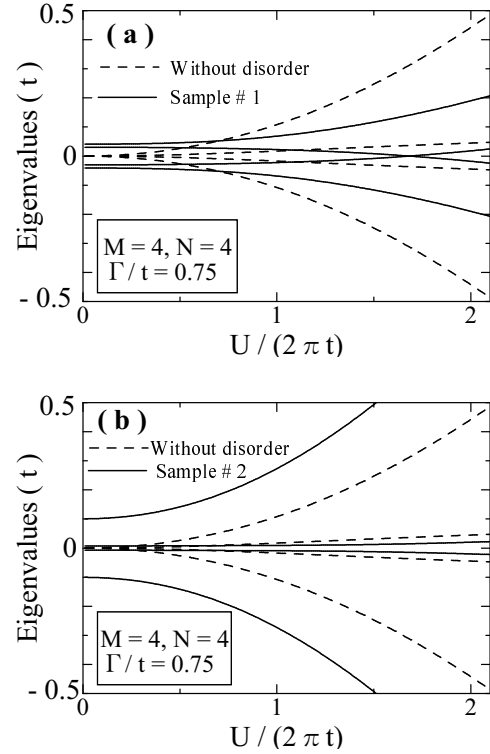 0.5
( a )
Without disorder
Sample # 1
Eigenvalues ( t )
0
M = 4, N = 4
Γ / t = 0.75
- 0.5
0 1 2
U / (2 π t)
0.5
( b )
Without disorder
Sample # 2
Eigenvalues ( t )
0
M = 4, N = 4
Γ / t = 0.75
- 0.5
0 1 2
U / (2 π t)